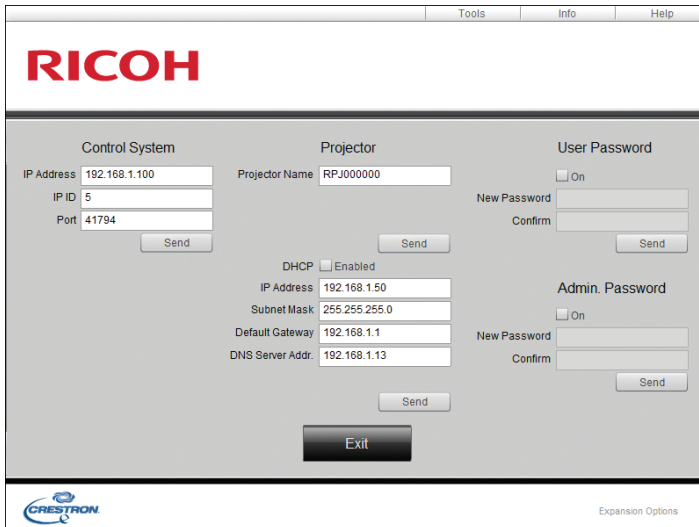 Tools Info Help
RICOH
Control System
IP Address 192.168.1.100
IP ID 5
Port 41794
Send
Projector
Projector Name RPJ000000
Send
DHCP Enabled
IP Address 192.168.1.50
Subnet Mask 255.255.255.0
Default Gateway 192.168.1.1
DNS Server Addr. 192.168.1.13
Send
User Password
On
New Password
Confirm
Send
Admin. Password
On
New Password
Confirm
Send
Exit
CRESTRON
Expansion Options